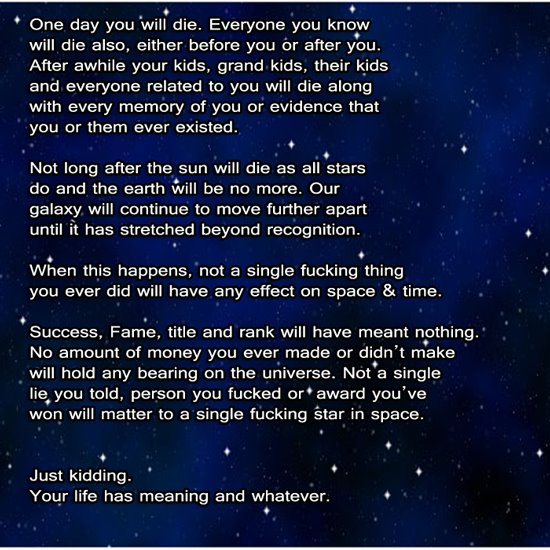 One day you will die. Everyone you know
will die also, either before you or after you.
After awhile your kids, grand kids, their kids
and everyone related to you will die along
with every memory of you or evidence that
you or them ever existed.

Not long after the sun will die as all stars
do and the earth will be no more. Our
galaxy will continue to move further apart
until it has stretched beyond recognition.

When this happens, not a single fucking thing
you ever did will have any effect on space & time.

Success, Fame, title and rank will have meant nothing.
No amount of money you ever made or didn't make
will hold any bearing on the universe. Not a single
lie you told, person you fucked or award you've
won will matter to a single fucking star in space.

Just kidding.
Your life has meaning and whatever.